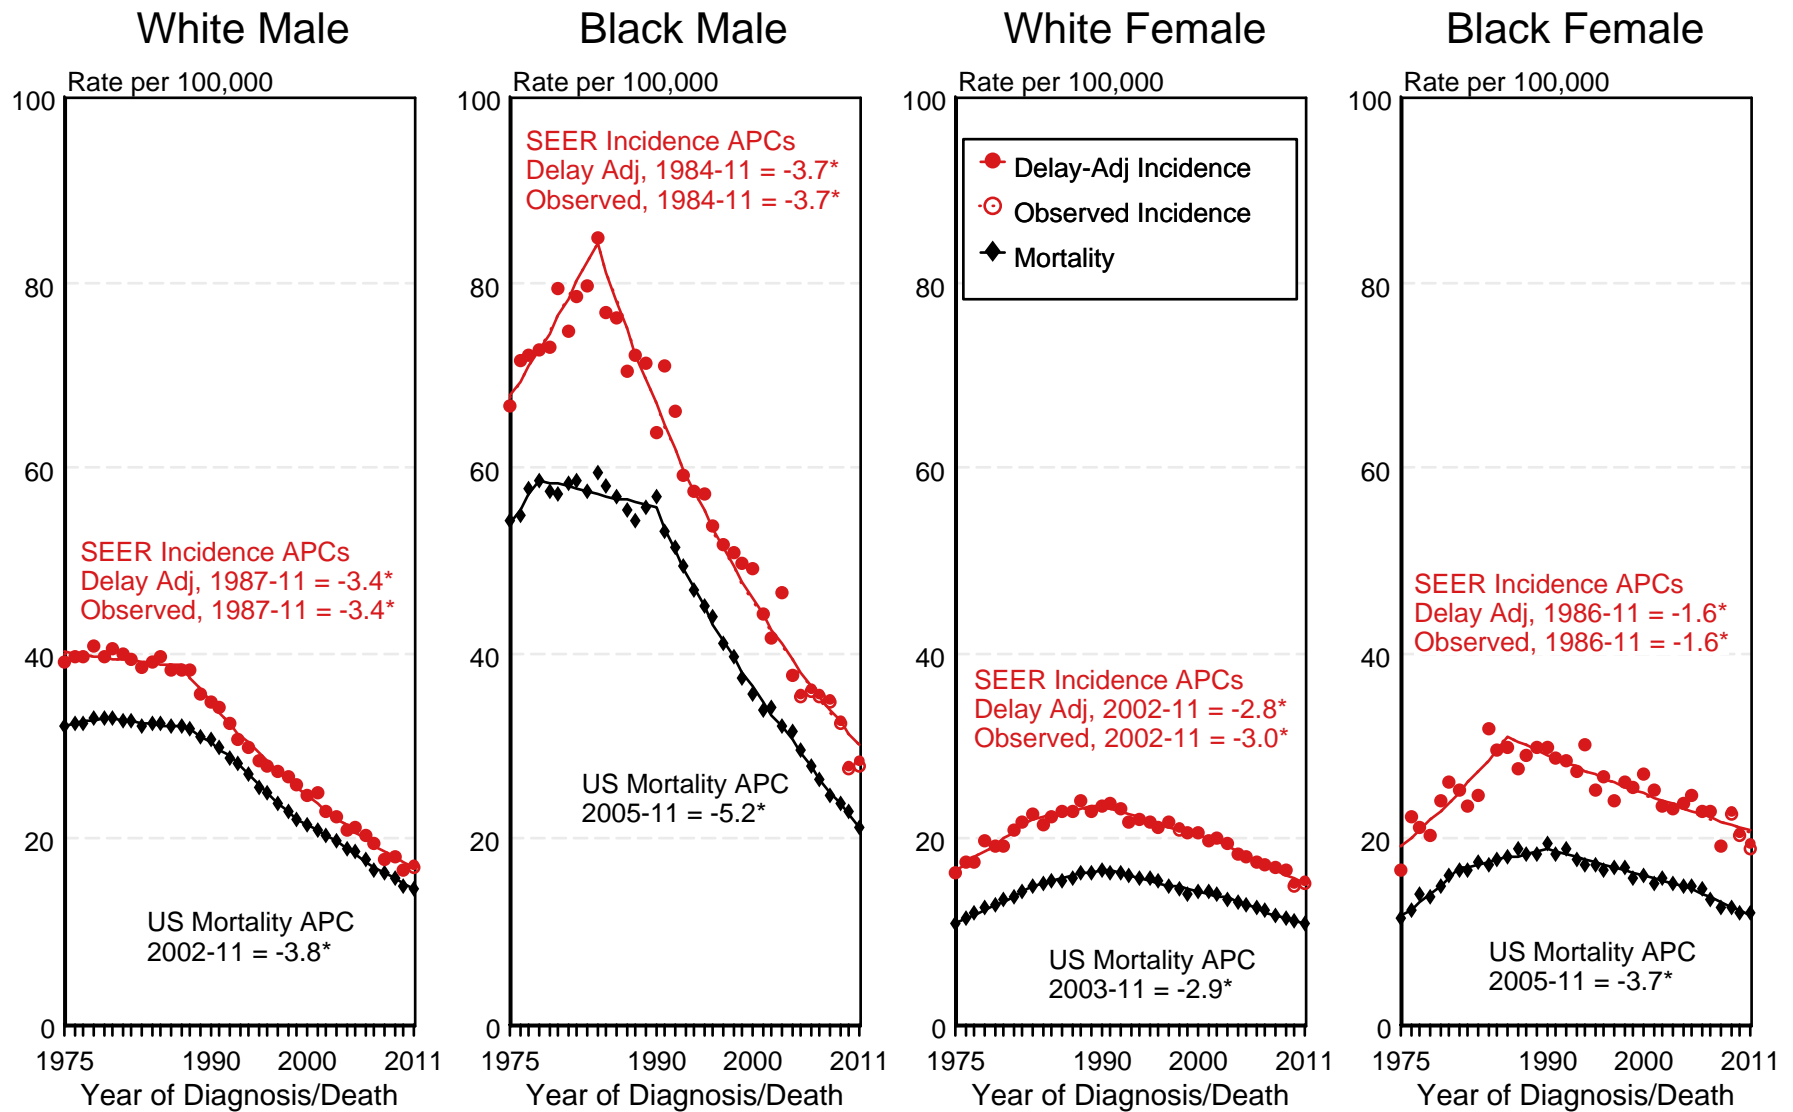 White Male
Rate per 100,000
100
80
60
40
20
0
SEER Incidence APCs
Delay Adj, 1987-11 = -3.4*
Observed, 1987-11 = -3.4*
US Mortality APC
2002-11 = -3.8*
1975 1990 2000 2011
Year of Diagnosis/Death
Black Male
Rate per 100,000
100
80
60
40
20
0
SEER Incidence APCs
Delay Adj, 1984-11 = -3.7*
Observed, 1984-11 = -3.7*
US Mortality APC
2005-11 = -5.2*
1975 1990 2000 2011
Year of Diagnosis/Death
White Female
Rate per 100,000
100
80
60
40
20
0
Delay-Adj Incidence
Observed Incidence
Mortality
SEER Incidence APCs
Delay Adj, 2002-11 = -2.8*
Observed, 2002-11 = -3.0*
US Mortality APC
2003-11 = -2.9*
1975 1990 2000 2011
Year of Diagnosis/Death
Black Female
Rate per 100,000
100
80
60
40
20
0
SEER Incidence APCs
Delay Adj, 1986-11 = -1.6*
Observed, 1986-11 = -1.6*
US Mortality APC
2005-11 = -3.7*
1975 1990 2000 2011
Year of Diagnosis/Death